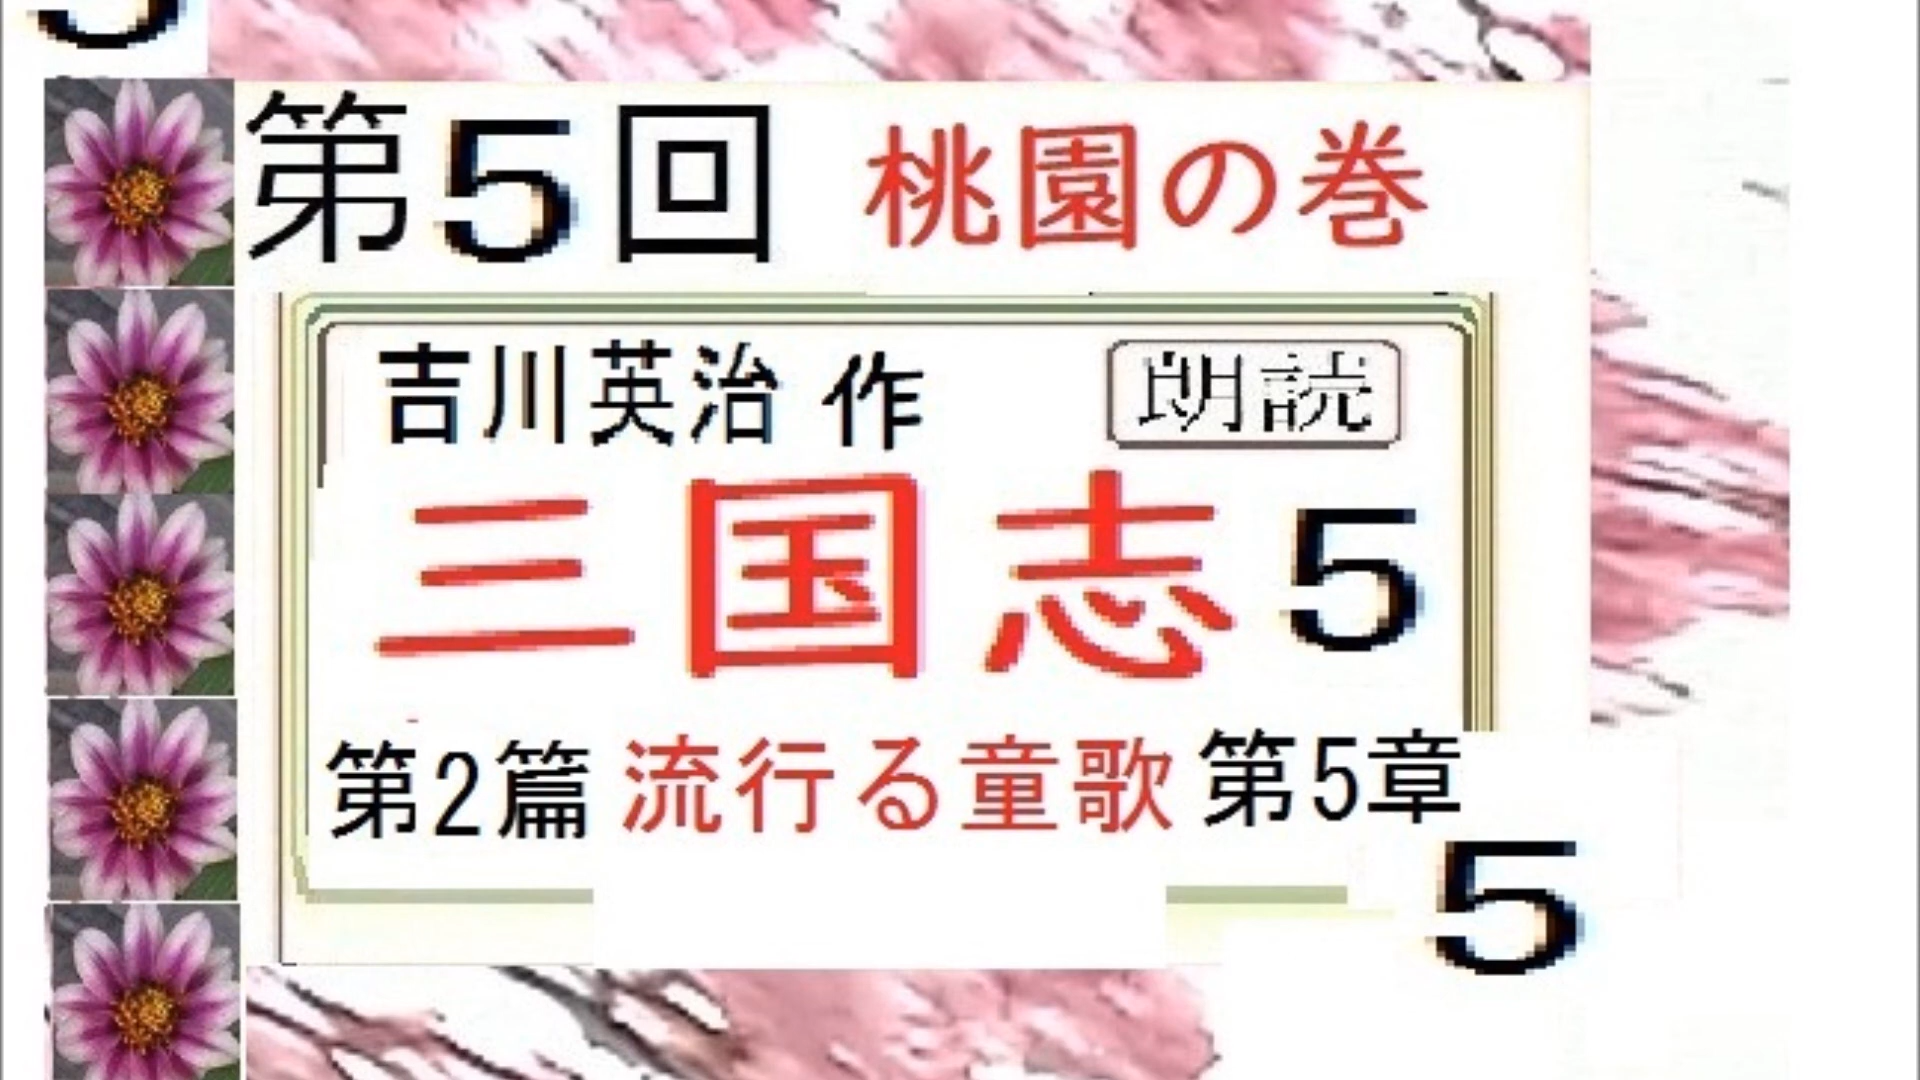 5
第5回 桃園の巻
吉川英治 作 朗読
三国志 5
第2篇 流行る童歌 第5章
5